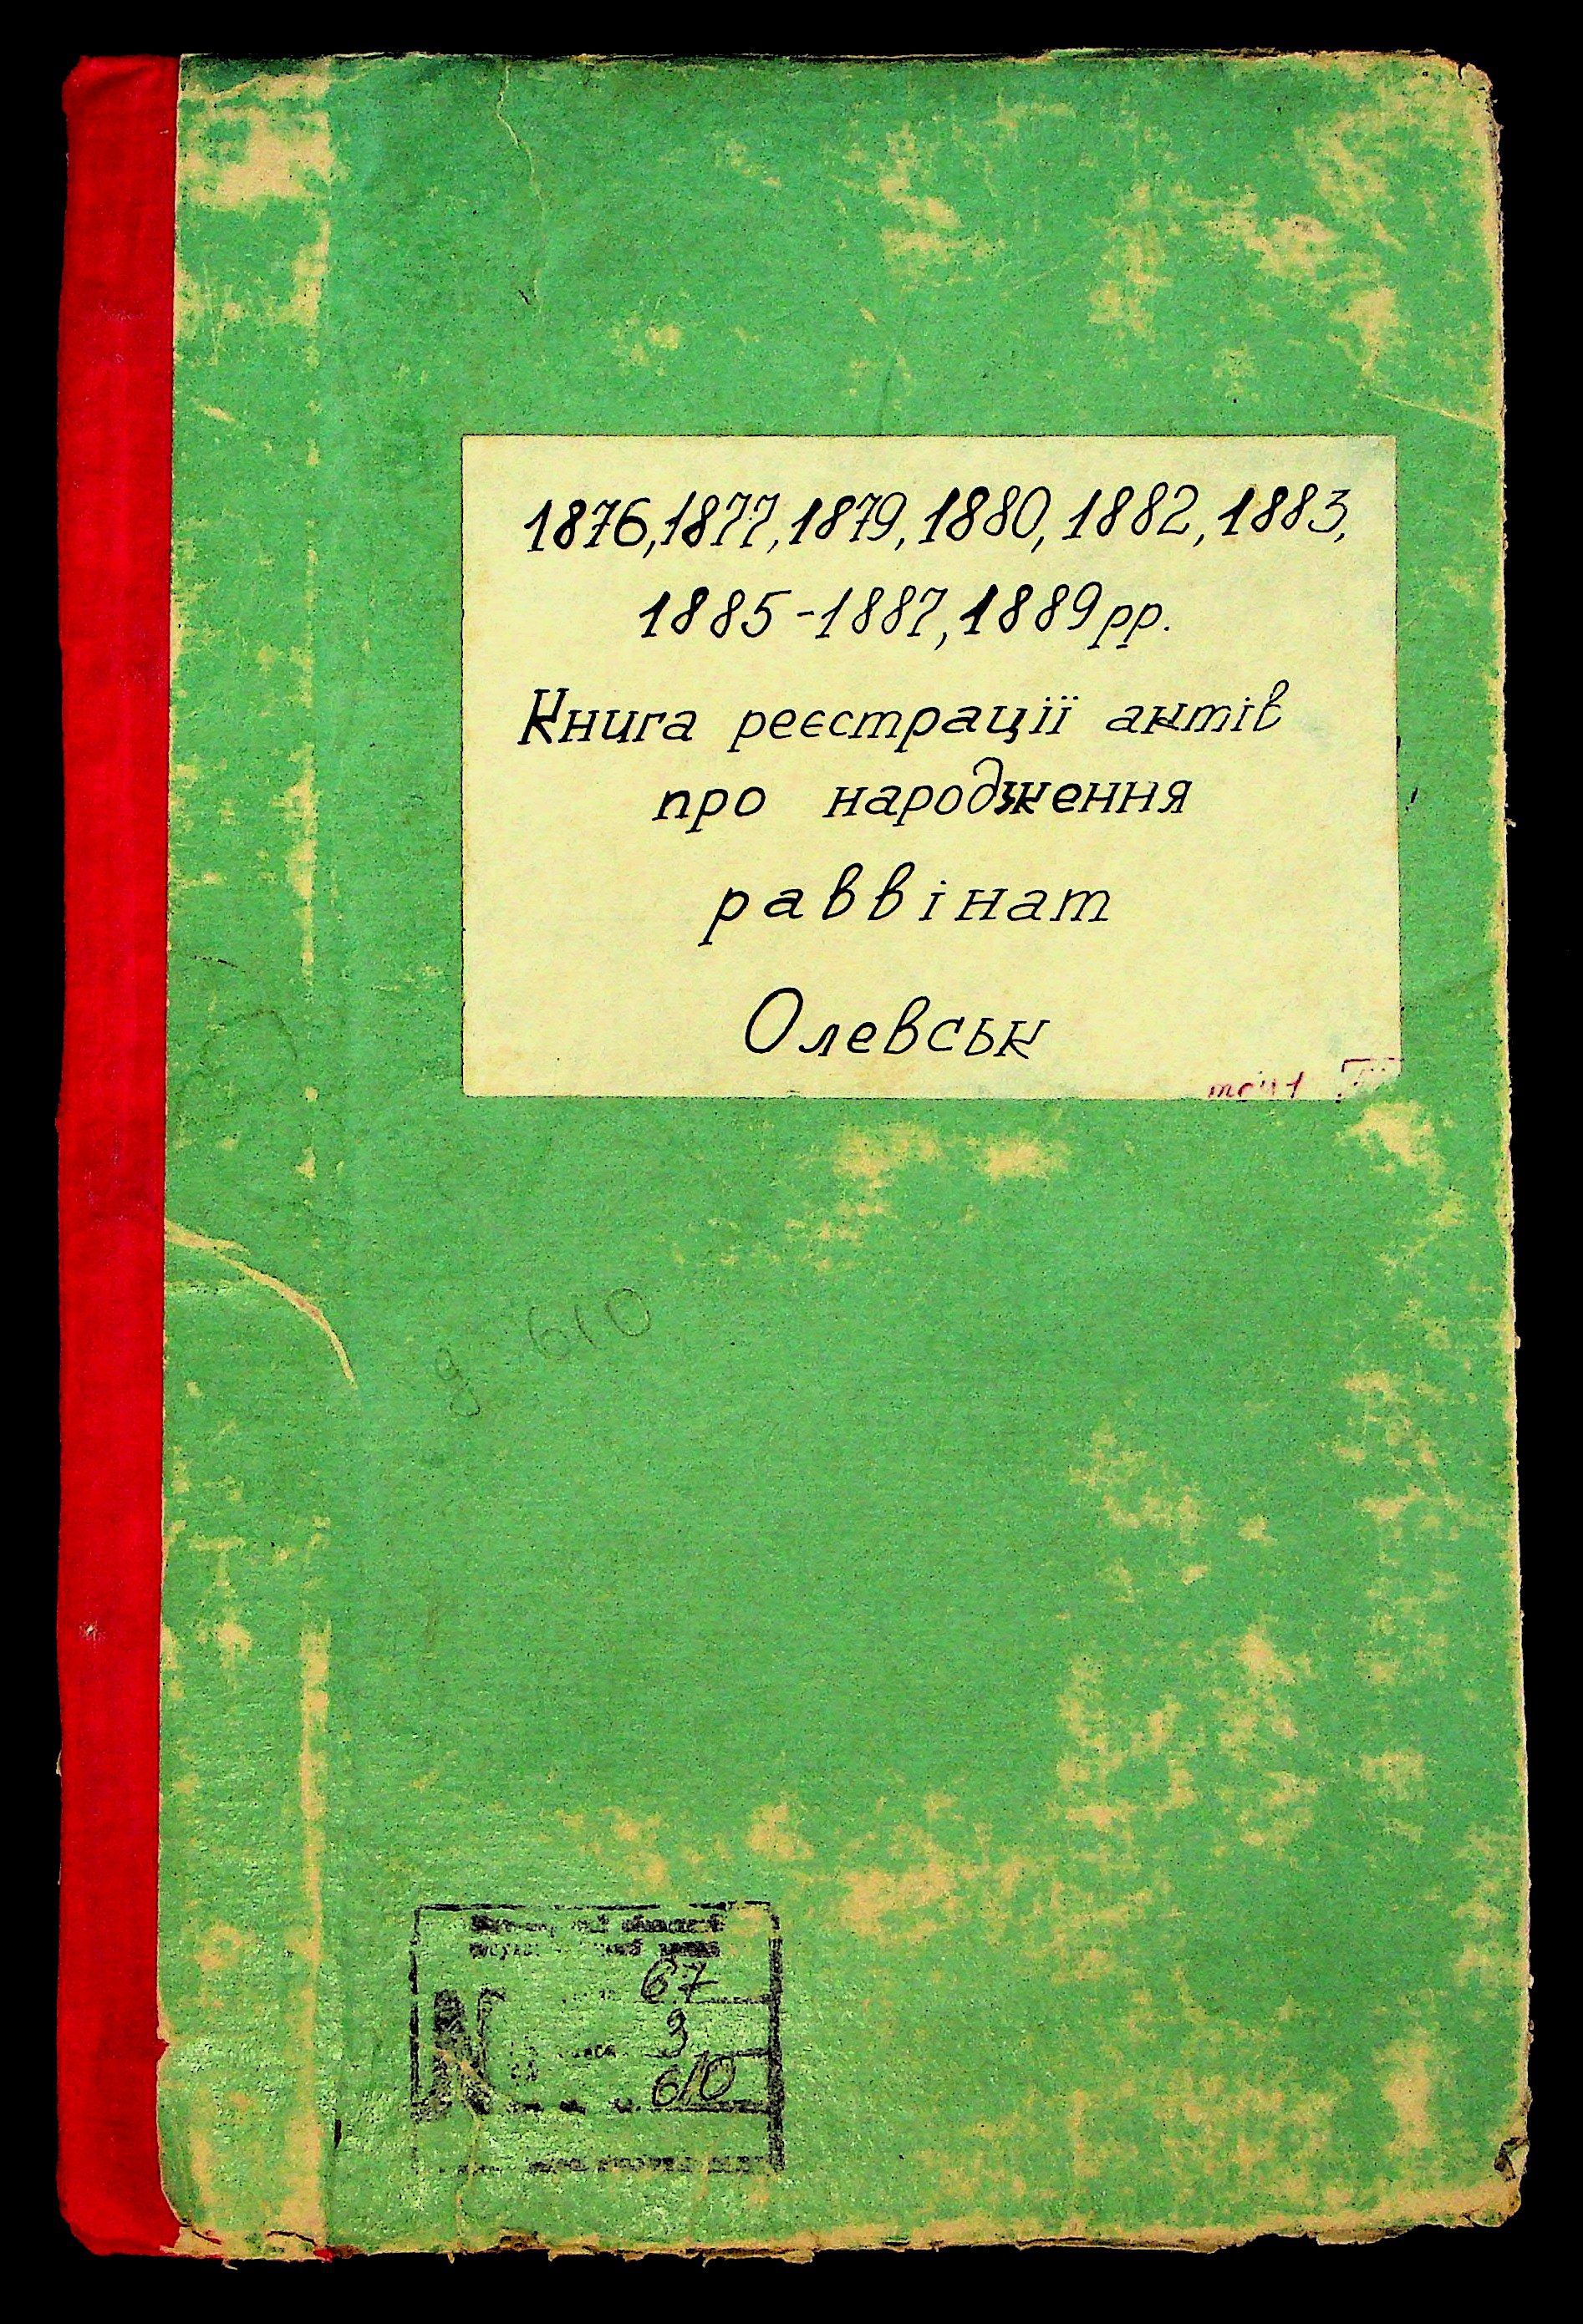 1876, 1877, 1879, 1880, 1882, 1883,
1885-1887, 1889 рр.
Книга реєстрації актів
про народження
раввінат
Олевськ
д 610
67
3
610